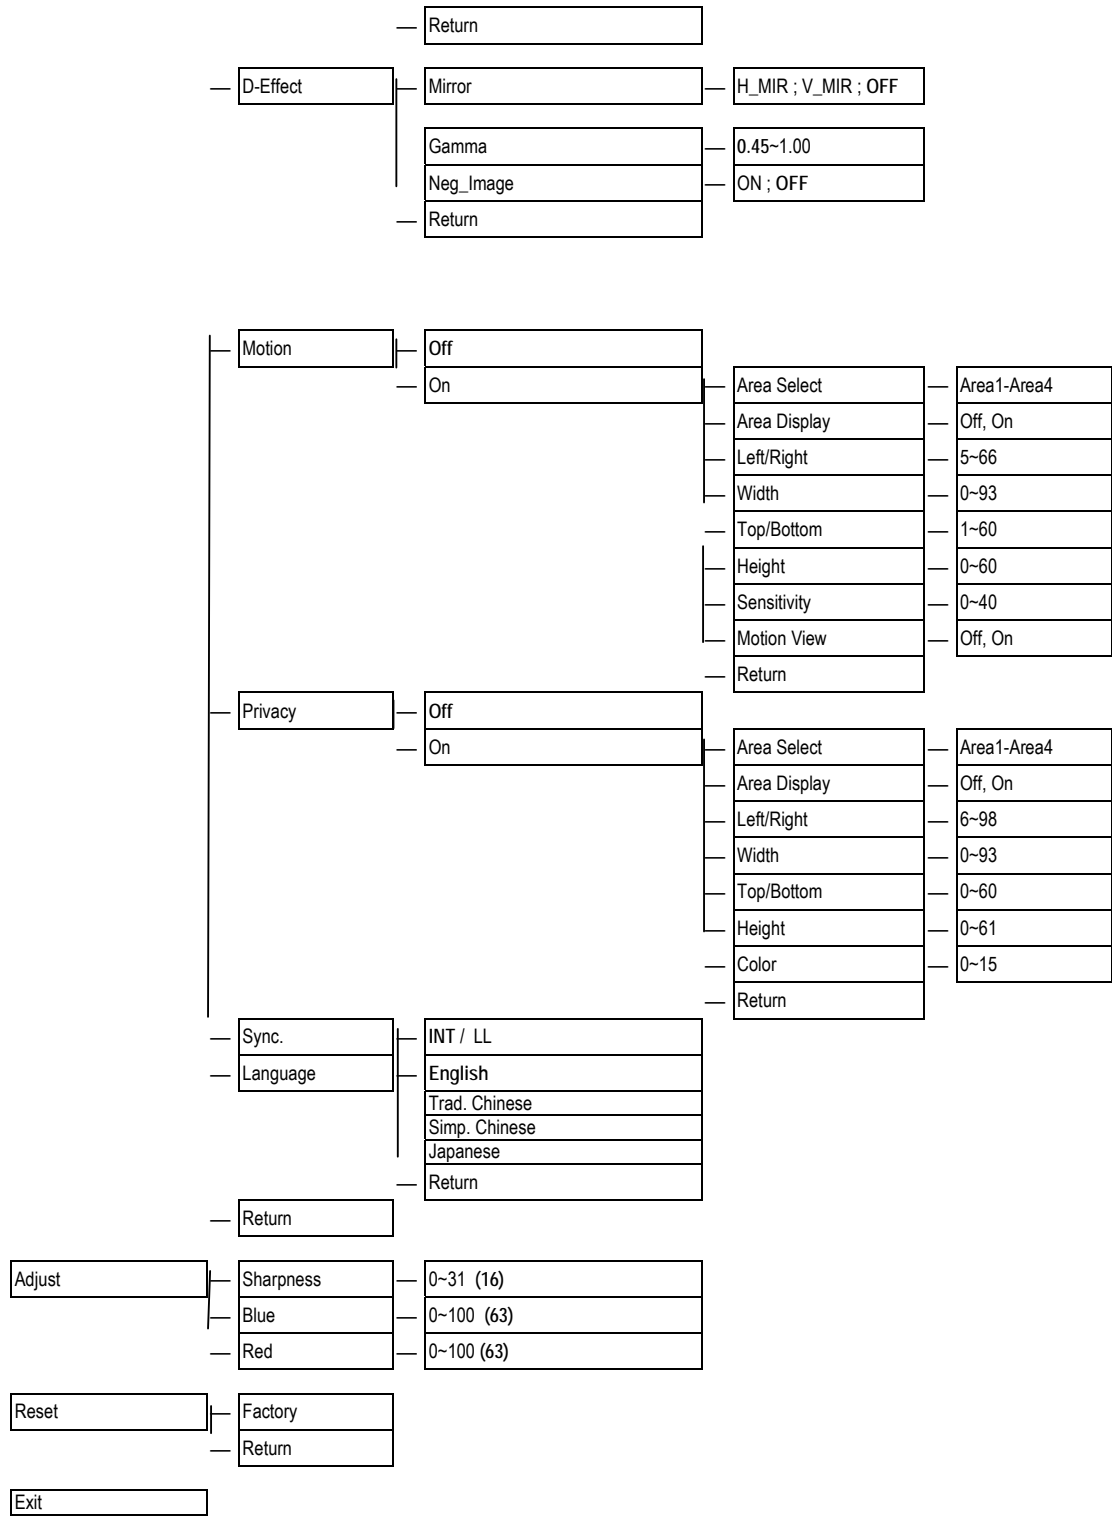 Return
D-Effect Mirror H_MIR ; V_MIR ; OFF
Gamma 0.45~1.00
Neg_Image ON ; OFF
Return
Motion Off
On Area Select Area1-Area4
Area Display Off, On
Left/Right 5~66
Width 0~93
Top/Bottom 1~60
Height 0~60
Sensitivity 0~40
Motion View Off, On
Return
Privacy Off
On Area Select Area1-Area4
Area Display Off, On
Left/Right 6~98
Width 0~93
Top/Bottom 0~60
Height 0~61
Color 0~15
Return
Sync. INT / LL
Language English
Trad. Chinese
Simp. Chinese
Japanese
Return
Return
Adjust Sharpness 0~31 (16)
Blue 0~100 (63)
Red 0~100 (63)
Reset Factory
Return
Exit